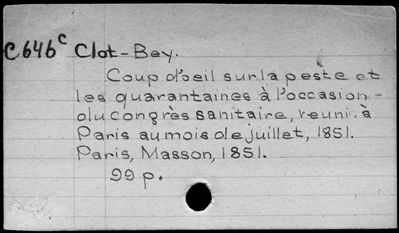 C646c Clot-Bey.
Coup d'oeil sur la peste et
les quarantaines à l'occasion
du congrès sanitaire, reuni à
Paris au mois de juillet, 1851.
Paris, Masson, 1851.
99 p.